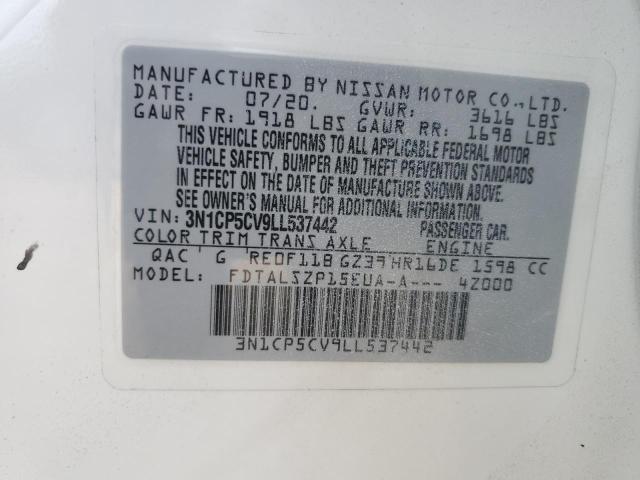 MANUFACTURED BY NISSAN MOTOR CO.,LTD.
DATE: 07/20. GVWR: 3616 LBS
GAWR FR: 1918 LBS GAWR RR: 1698 LBS
THIS VEHICLE CONFORMS TO ALL APPLICABLE FEDERAL MOTOR
VEHICLE SAFETY, BUMPER AND THEFT PREVENTION STANDARDS
IN EFFECT ON THE DATE OF MANUFACTURE SHOWN ABOVE.
SEE OWNER'S MANUAL FOR ADDITIONAL INFORMATION.
VIN: 3N1CP5CV9LL537442 PASSENGER CAR.
COLOR TRIM TRANS AXLE ENGINE
QAC G RE0F11B GZ39 HR16DE 1598 CC
MODEL: FDTALSZP15EUA-A--- 4Z000
3N1CP5CV9LL537442